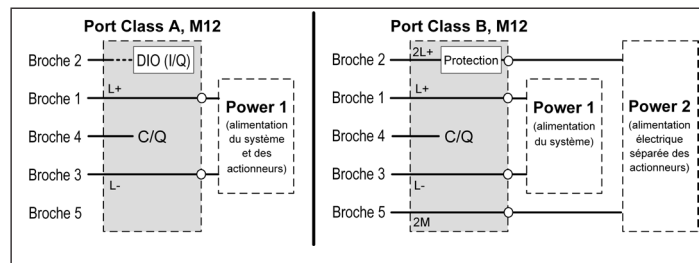 Port Class A, M12
Broche 2
DIO (I/Q)
Broche 1
L+
Broche 4
C/Q
Broche 3
L-
Broche 5
Power 1
(alimentation
du système
et des
actionneurs)
Port Class B, M12
Broche 2
2L+
Protection
Broche 1
L+
Broche 4
C/Q
Broche 3
L-
Broche 5
2M
Power 1
(alimentation
du système)
Power 2
(alimentation
électrique
séparée des
actionneurs)